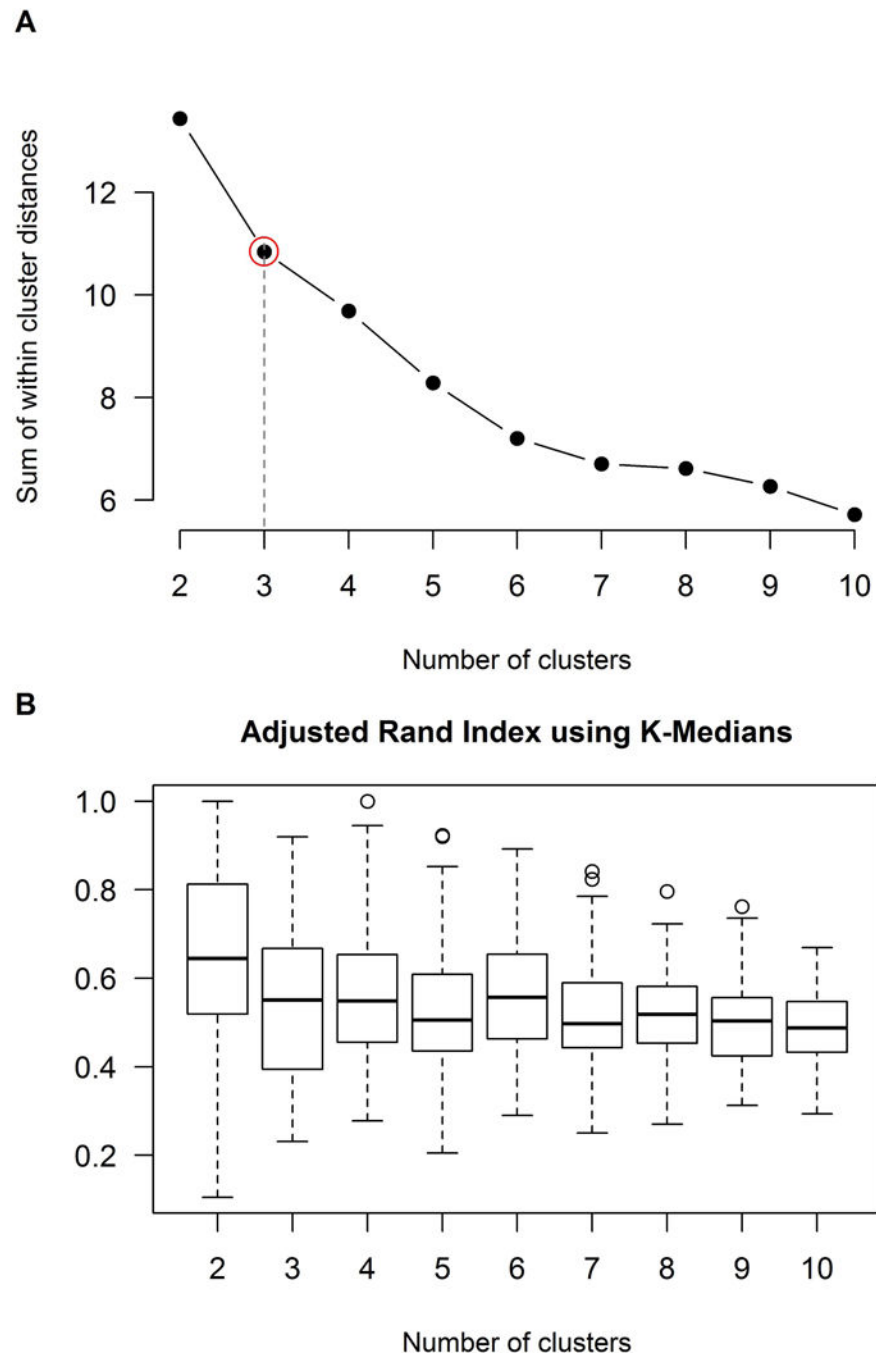 A
Sum of within cluster distances
12
10
8
6
2 3 4 5 6 7 8 9 10
Number of clusters
B
Adjusted Rand Index using K-Medians
1.0
0.8
0.6
0.4
0.2
2 3 4 5 6 7 8 9 10
Number of clusters